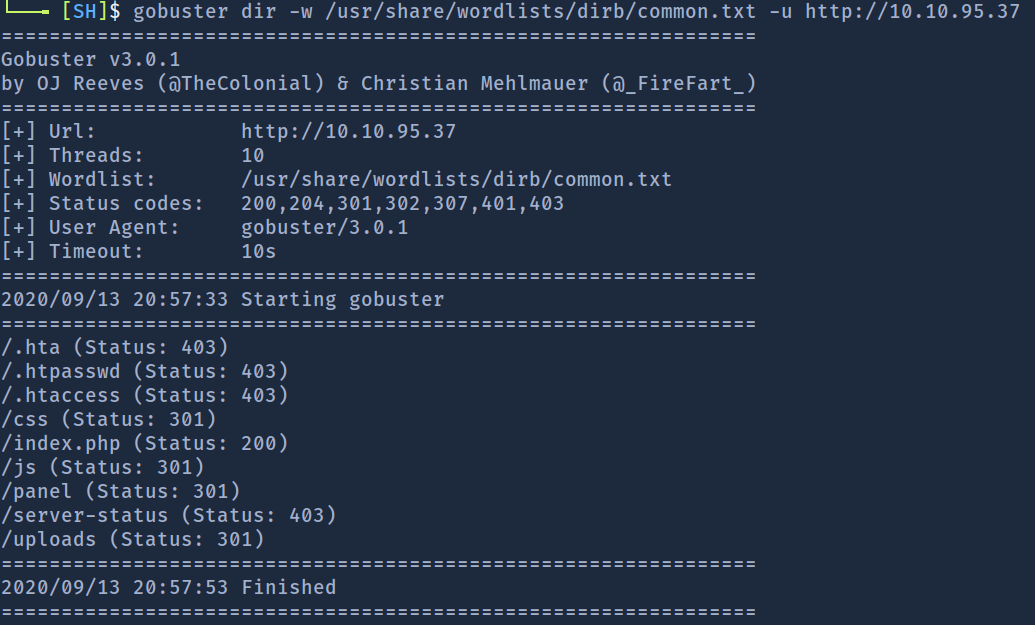 [SH]$ gobuster dir -w /usr/share/wordlists/dirb/common.txt -u http://10.10.95.37
===============================================================
Gobuster v3.0.1
by OJ Reeves (@TheColonial) & Christian Mehlmauer (@_FireFart_)
===============================================================
[+] Url:            http://10.10.95.37
[+] Threads:        10
[+] Wordlist:       /usr/share/wordlists/dirb/common.txt
[+] Status codes:   200,204,301,302,307,401,403
[+] User Agent:     gobuster/3.0.1
[+] Timeout:        10s
===============================================================
2020/09/13 20:57:33 Starting gobuster
===============================================================
/.hta (Status: 403)
/.htpasswd (Status: 403)
/.htaccess (Status: 403)
/css (Status: 301)
/index.php (Status: 200)
/js (Status: 301)
/panel (Status: 301)
/server-status (Status: 403)
/uploads (Status: 301)
===============================================================
2020/09/13 20:57:53 Finished
===============================================================